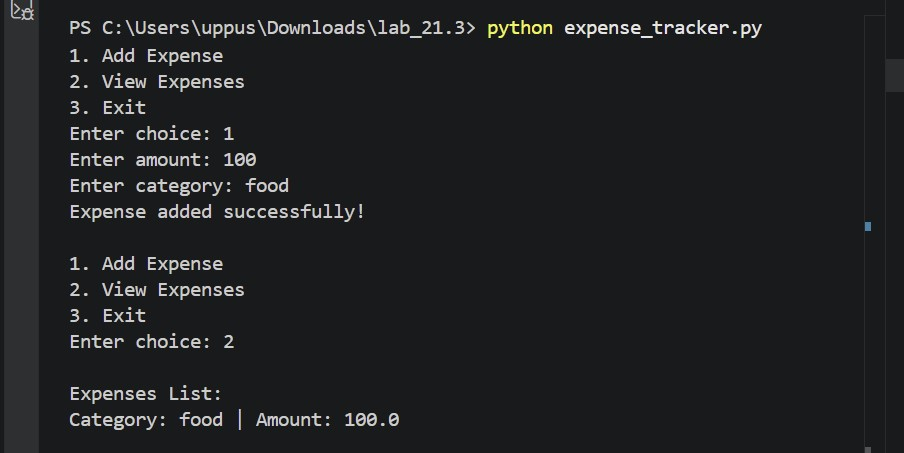 PS C:\Users\uppus\Downloads\lab_21.3> python expense_tracker.py
1. Add Expense
2. View Expenses
3. Exit
Enter choice: 1
Enter amount: 100
Enter category: food
Expense added successfully!
1. Add Expense
2. View Expenses
3. Exit
Enter choice: 2
Expenses List:
Category: food | Amount: 100.0